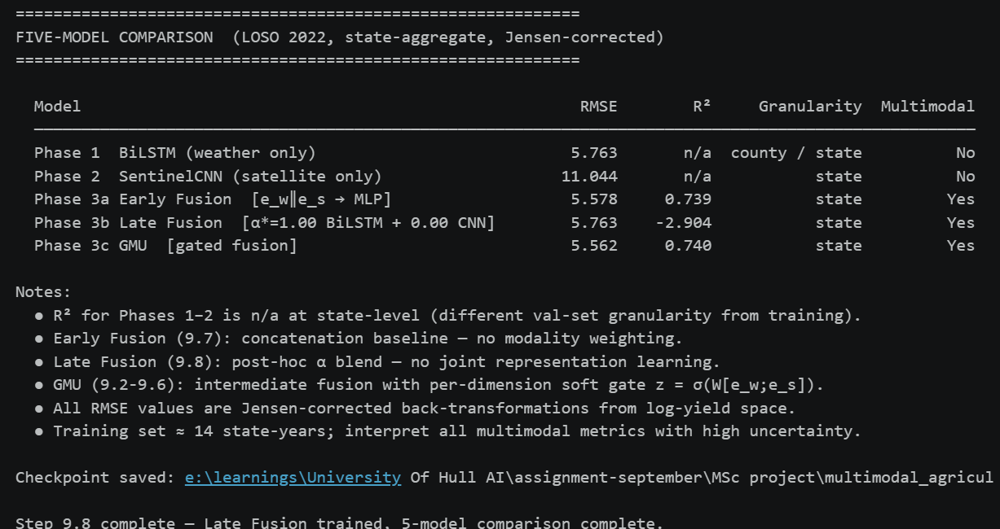 ===========================================================
FIVE-MODEL COMPARISON  (LOSO 2022, state-aggregate, Jensen-corrected)
===========================================================
Model RMSE R² Granularity Multimodal
Phase 1  BiLSTM (weather only) 5.763 n/a county / state No
Phase 2  SentinelCNN (satellite only) 11.044 n/a state No
Phase 3a Early Fusion  [e_w‖e_s → MLP] 5.578 0.739 state Yes
Phase 3b Late Fusion  [α*=1.00 BiLSTM + 0.00 CNN] 5.763 -2.904 state Yes
Phase 3c GMU  [gated fusion] 5.562 0.740 state Yes
Notes:
● R² for Phases 1–2 is n/a at state-level (different val-set granularity from training).
● Early Fusion (9.7): concatenation baseline — no modality weighting.
● Late Fusion (9.8): post-hoc α blend — no joint representation learning.
● GMU (9.2-9.6): intermediate fusion with per-dimension soft gate z = σ(W[e_w;e_s]).
● All RMSE values are Jensen-corrected back-transformations from log-yield space.
● Training set ≈ 14 state-years; interpret all multimodal metrics with high uncertainty.
Checkpoint saved: e:\learnings\University Of Hull AI\assignment-september\MSc project\multimodal_agricul
Step 9.8 complete — Late Fusion trained, 5-model comparison complete.